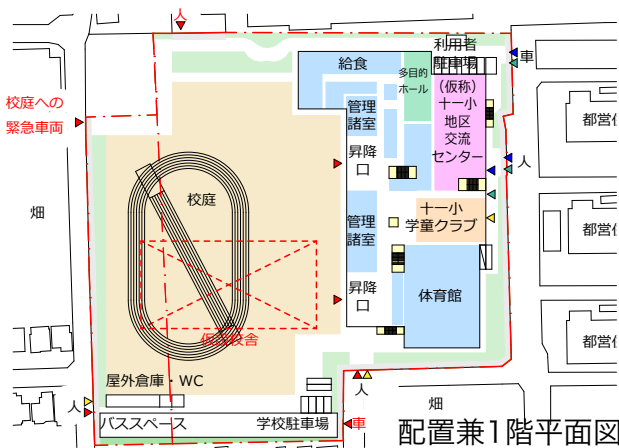 人
利用者
駐車場
車
給食
多目的
ホール
(仮称)
十一小
地区
交流
センター
都営住
校庭への
緊急車両
管理
諸室
昇降
口
人
校庭
畑
十一小
学童クラブ
管理
諸室
都営住
体育館
昇降
口
仮設校舎
都営住
屋外倉庫・WC
人
人
畑
バススペース
学校駐車場
車
配置兼1階平面図